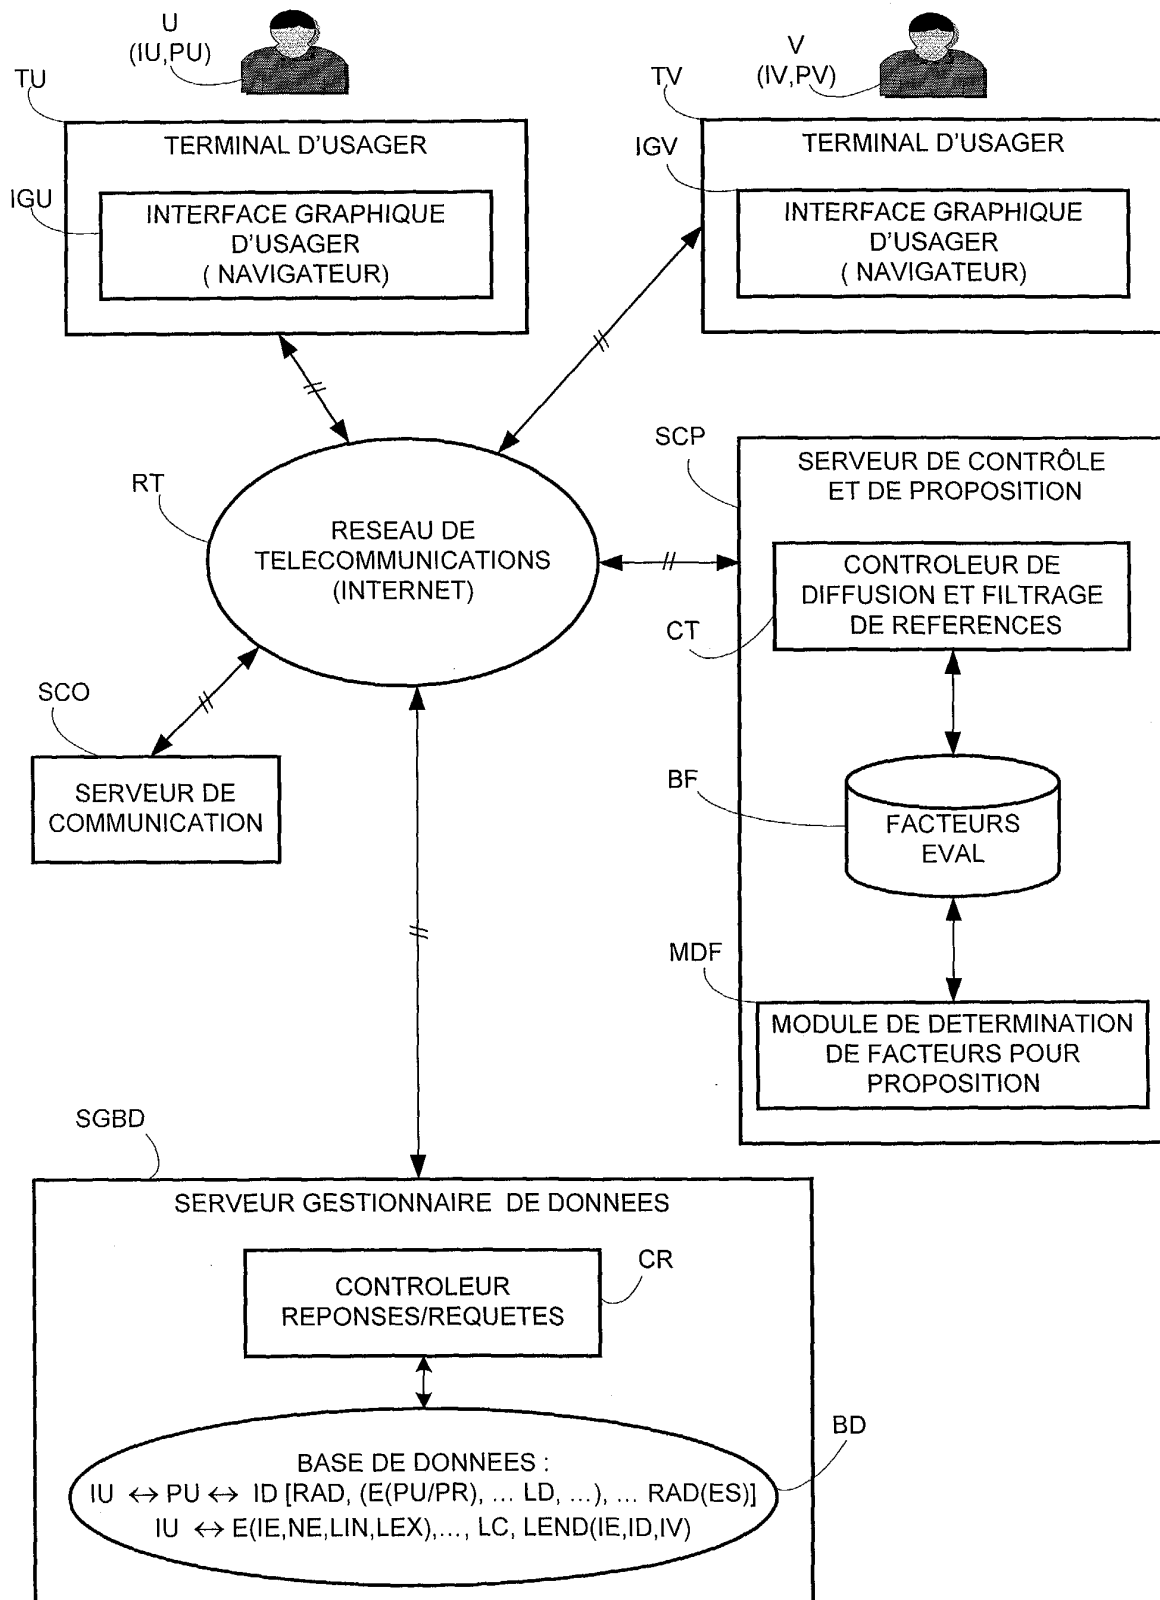 U
(IU,PU)
V
(IV,PV)
TU
TV
TERMINAL D'USAGER
TERMINAL D'USAGER
IGU
IGV
INTERFACE GRAPHIQUE
D'USAGER
( NAVIGATEUR)
INTERFACE GRAPHIQUE
D'USAGER
( NAVIGATEUR)
SCP
SERVEUR DE CONTRÔLE
ET DE PROPOSITION
RT
RESEAU DE
TELECOMMUNICATIONS
(INTERNET)
CONTROLEUR DE
DIFFUSION ET FILTRAGE
DE REFERENCES
CT
SCO
SERVEUR DE
COMMUNICATION
BF
FACTEURS
EVAL
MDF
MODULE DE DETERMINATION
DE FACTEURS POUR
PROPOSITION
SGBD
SERVEUR GESTIONNAIRE DE DONNEES
CR
CONTROLEUR
REPONSES/REQUETES
BD
BASE DE DONNEES :
IU ↔ PU ↔ ID [RAD, (E(PU/PR), ... LD, ...), ... RAD(ES)]
IU ↔ E(IE,NE,LIN,LEX),..., LC, LEND(IE,ID,IV)